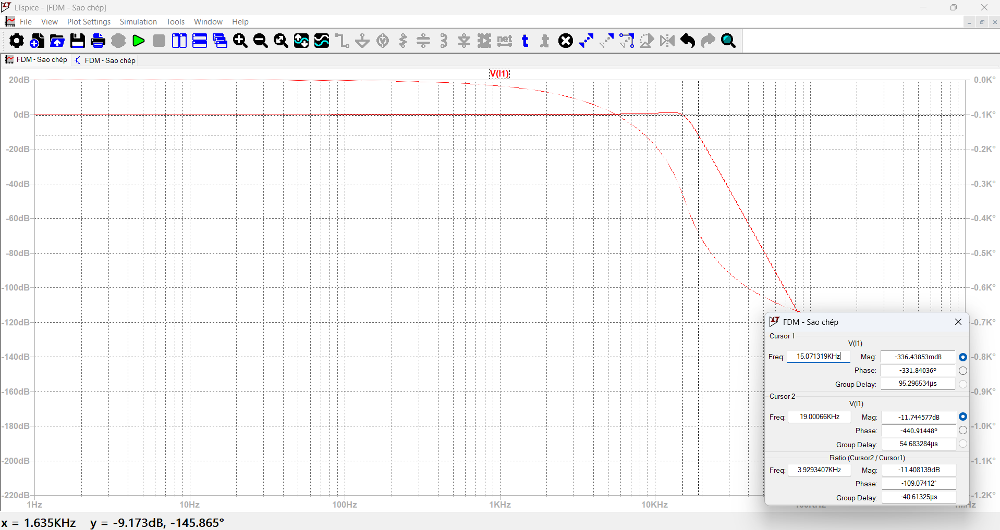 LTspice - [FDM - Sao chép]
File View Plot Settings Simulation Tools Window Help
net t t
FDM - Sao chép FDM - Sao chép
V(I1)
20dB 0.0K°
0dB -0.1K°
-20dB -0.2K°
-40dB -0.3K°
-60dB -0.4K°
-80dB -0.5K°
-100dB -0.6K°
-120dB -0.7K°
-140dB -0.8K°
-160dB -0.9K°
-180dB -1.0K°
-200dB -1.1K°
-220dB -1.2K°
1Hz 10Hz 100Hz 1KHz 10KHz
FDM - Sao chép
Cursor 1
V(I1)
Freq: 15.071319KHz Mag: -336.43853mdB
Phase: -331.84036°
Group Delay: 95.296534µs
Cursor 2
V(I1)
Freq: 19.00066KHz Mag: -11.744577dB
Phase: -440.91448°
Group Delay: 54.683284µs
Ratio (Cursor2 / Cursor1)
Freq: 3.9293407KHz Mag: -11.408139dB
Phase: -109.07412°
Group Delay: -40.61325µs
x = 1.635KHz y = -9.173dB, -145.865°